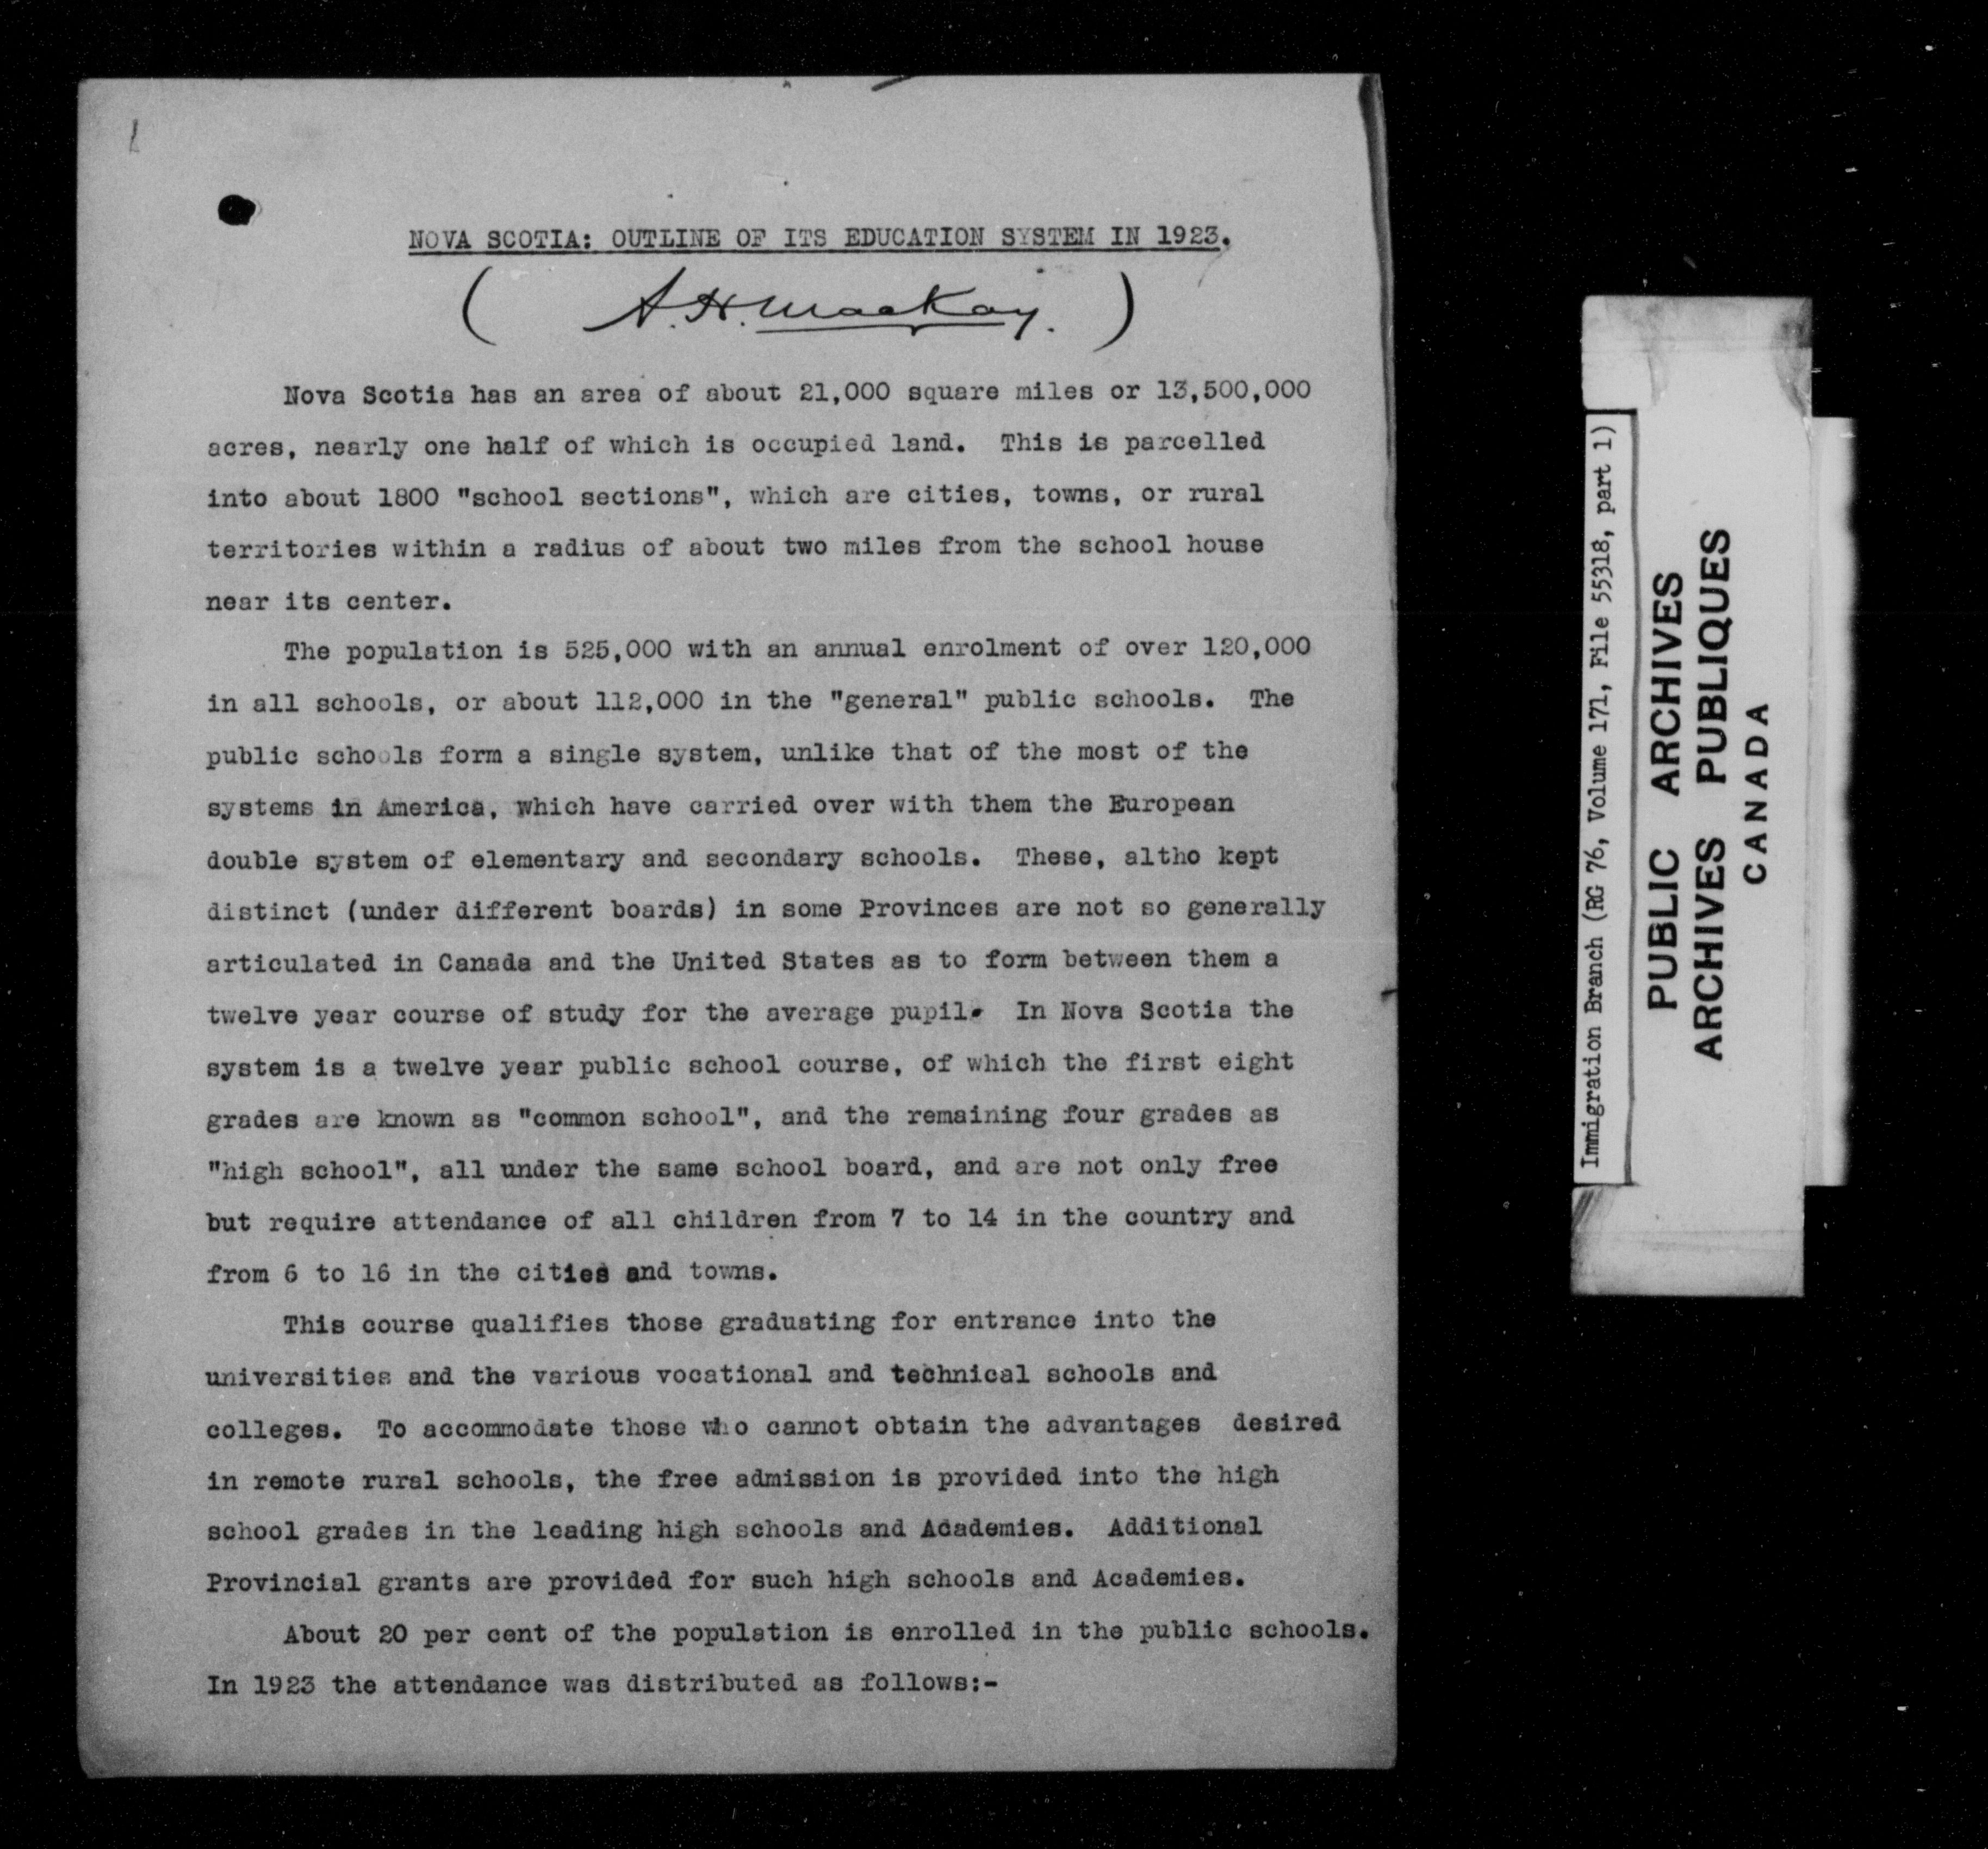 NOVA SCOTIA: OUTLINE OF ITS EDUCATION SYSTEM IN 1923.
( A.H. MacKay. )
Nova Scotia has an area of about 21,000 square miles or 13,500,000
acres, nearly one half of which is occupied land. This is parcelled
into about 1800 "school sections", which are cities, towns, or rural
territories within a radius of about two miles from the school house
near its center.
The population is 525,000 with an annual enrolment of over 120,000
in all schools, or about 112,000 in the "general" public schools. The
public schools form a single system, unlike that of the most of the
systems in America, which have carried over with them the European
double system of elementary and secondary schools. These, altho kept
distinct (under different boards) in some Provinces are not so generally
articulated in Canada and the United States as to form between them a
twelve year course of study for the average pupil. In Nova Scotia the
system is a twelve year public school course, of which the first eight
grades are known as "common school", and the remaining four grades as
"high school", all under the same school board, and are not only free
but require attendance of all children from 7 to 14 in the country and
from 6 to 16 in the cities and towns.
This course qualifies those graduating for entrance into the
universities and the various vocational and technical schools and
colleges. To accommodate those who cannot obtain the advantages desired
in remote rural schools, the free admission is provided into the high
school grades in the leading high schools and Academies. Additional
Provincial grants are provided for such high schools and Academies.
About 20 per cent of the population is enrolled in the public schools.
In 1923 the attendance was distributed as follows:-
Immigration Branch (RG 76, Volume 171, File 55318, part 1)
PUBLIC ARCHIVES
ARCHIVES PUBLIQUES
CANADA